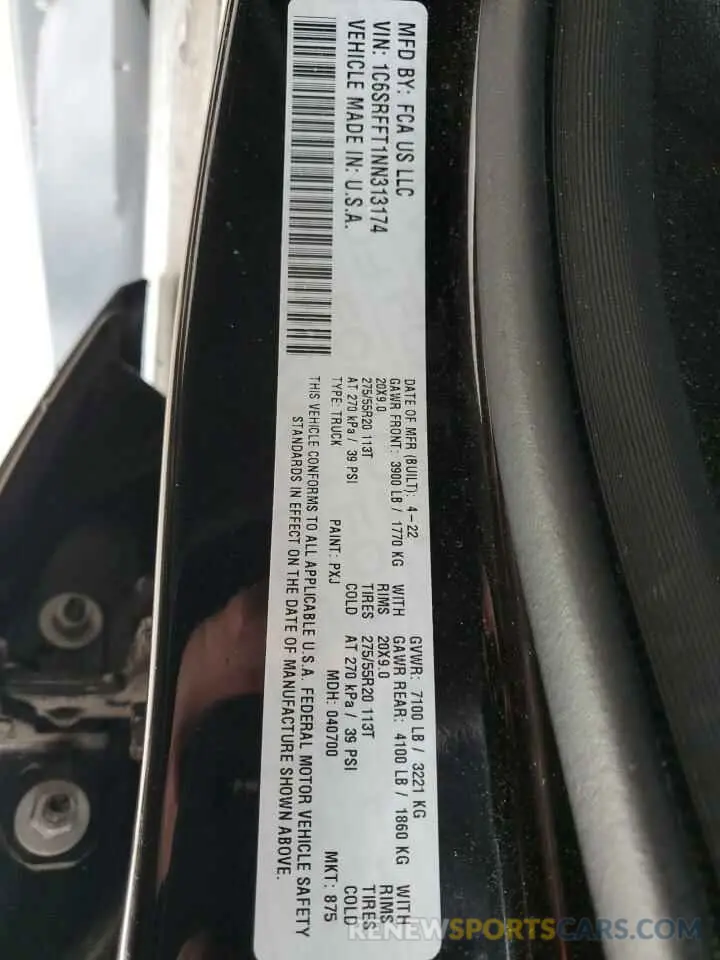 MFD BY: FCA US LLC
VIN: 1C6SRFFT1NN313174
VEHICLE MADE IN: U.S.A.
DATE OF MFR (BUILT): 4-22 GVWR: 7100 LB / 3221 KG
GAWR FRONT: 3900 LB / 1770 KG WITH GAWR REAR: 4100 LB / 1860 KG WITH
20X9.0 RIMS 20X9.0 RIMS
275/55R20 113T TIRES 275/55R20 113T TIRES
AT 270 kPa / 39 PSI COLD AT 270 kPa / 39 PSI COLD
TYPE: TRUCK PAINT: PXJ MDH: 040700 MKT: 875
THIS VEHICLE CONFORMS TO ALL APPLICABLE U.S.A. FEDERAL MOTOR VEHICLE SAFETY
STANDARDS IN EFFECT ON THE DATE OF MANUFACTURE SHOWN ABOVE.
RENEWSPORTSCARS.COM